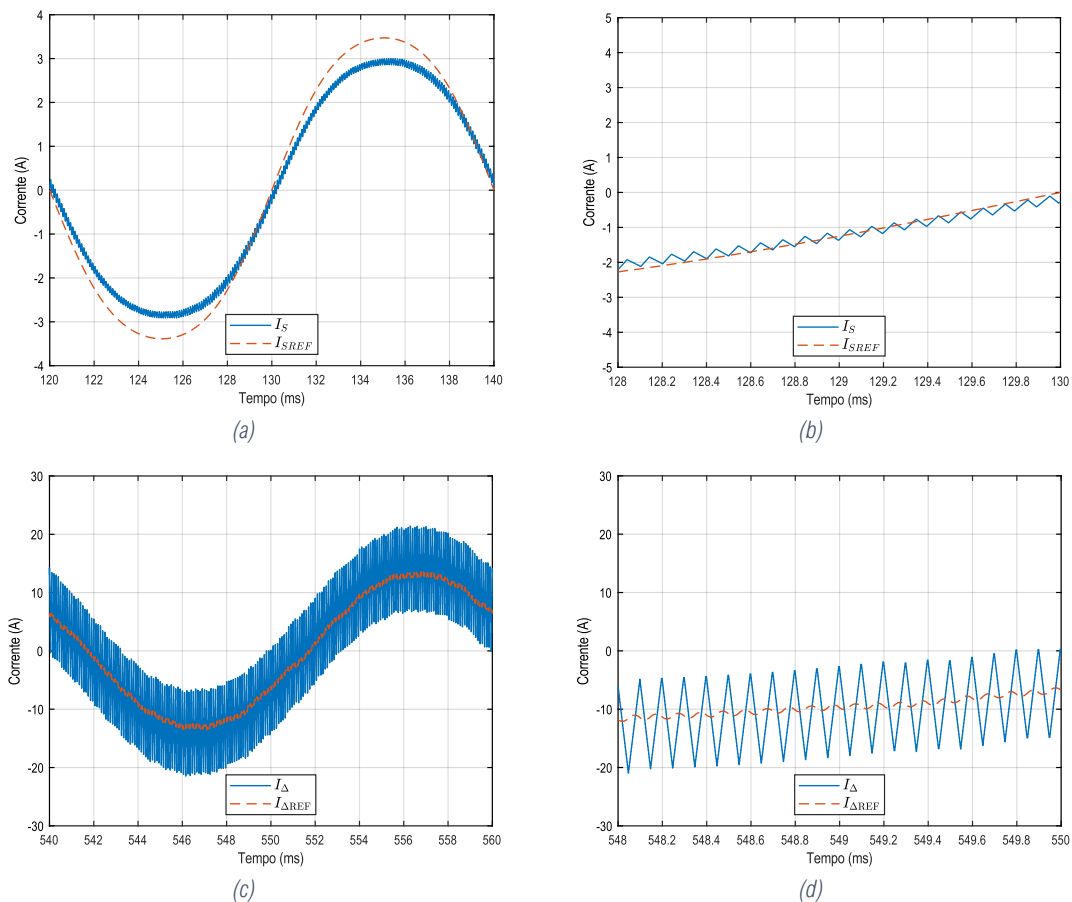 4
3
2
1
0
-1
-2
-3
-4
Corrente (A)
I_S
I_SREF
120 122 124 126 128 130 132 134 136 138 140
Tempo (ms)
(a)
5
4
3
2
1
0
-1
-2
-3
-4
-5
Corrente (A)
I_S
I_SREF
128 128.2 128.4 128.6 128.8 129 129.2 129.4 129.6 129.8 130
Tempo (ms)
(b)
30
20
10
0
-10
-20
-30
Corrente (A)
I_Δ
I_ΔREF
540 542 544 546 548 550 552 554 556 558 560
Tempo (ms)
(c)
30
20
10
0
-10
-20
-30
Corrente (A)
I_Δ
I_ΔREF
548 548.2 548.4 548.6 548.8 549 549.2 549.4 549.6 549.8 550
Tempo (ms)
(d)